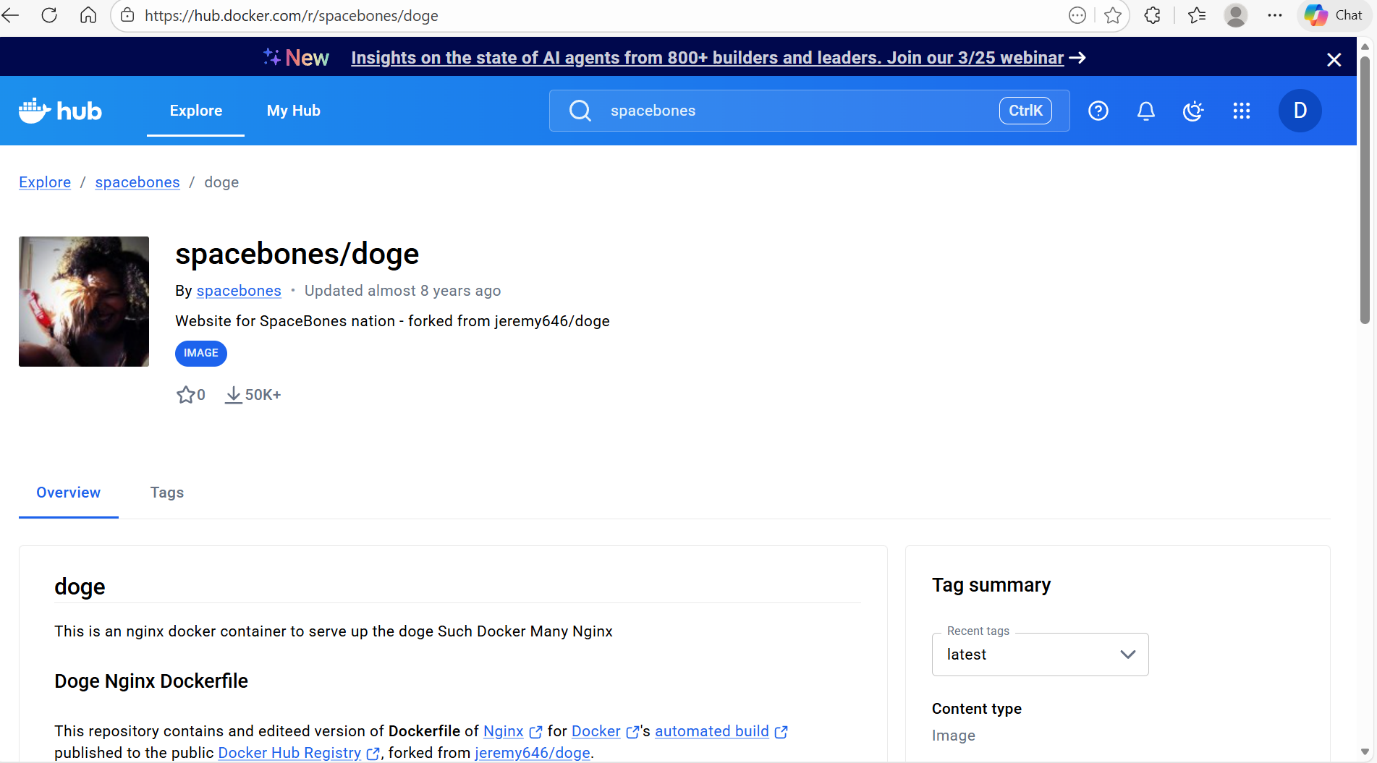 https://hub.docker.com/r/spacebones/doge
Chat
New Insights on the state of AI agents from 800+ builders and leaders. Join our 3/25 webinar
hub
Explore
My Hub
spacebones
CtrlK
D
Explore / spacebones / doge
spacebones/doge
By spacebones • Updated almost 8 years ago
Website for SpaceBones nation - forked from jeremy646/doge
IMAGE
0
50K+
Overview
Tags
doge
This is an nginx docker container to serve up the doge Such Docker Many Nginx
Doge Nginx Dockerfile
This repository contains and editeed version of Dockerfile of Nginx for Docker's automated build
published to the public Docker Hub Registry, forked from jeremy646/doge.
Tag summary
Recent tags
latest
Content type
Image